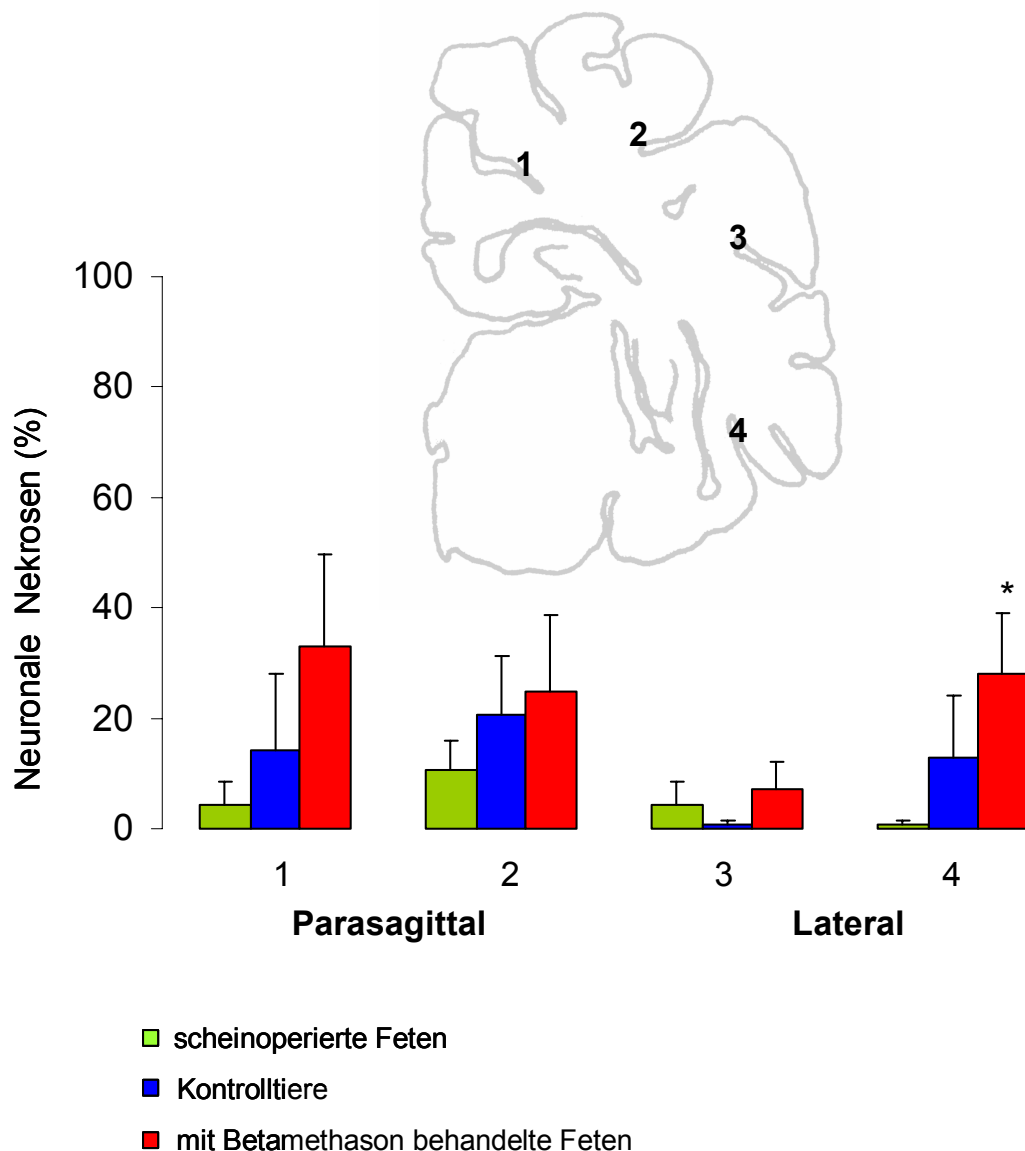 1
2
3
4
100
80
60
40
20
0
Neuronale Nekrosen (%)
*
1 2 3 4
Parasagittal Lateral
scheinoperierte Feten
Kontrolltiere
mit Betamethason behandelte Feten